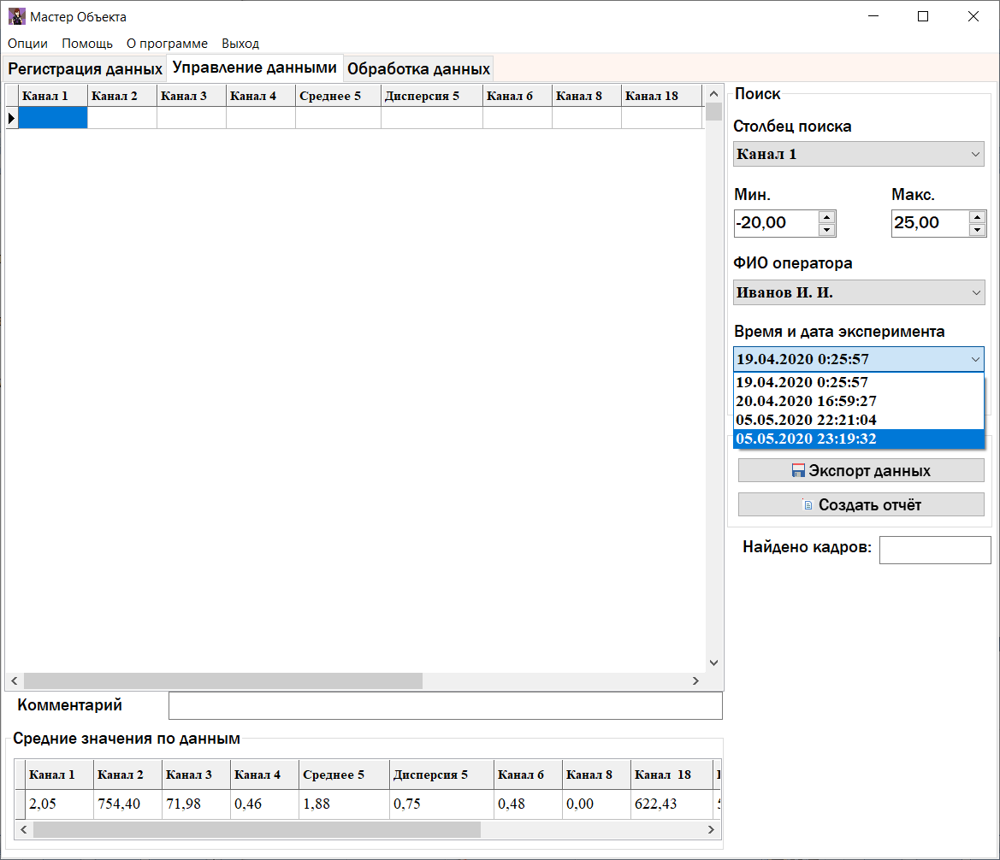 Мастер Объекта
Опции Помощь О программе Выход
Регистрация данных Управление данными Обработка данных
Канал 1 Канал 2 Канал 3 Канал 4 Среднее 5 Дисперсия 5 Канал 6 Канал 8 Канал 18
Поиск
Столбец поиска
Канал 1
Мин. Макс.
-20,00 25,00
ФИО оператора
Иванов И. И.
Время и дата эксперимента
19.04.2020 0:25:57
19.04.2020 0:25:57
20.04.2020 16:59:27
05.05.2020 22:21:04
05.05.2020 23:19:32
Экспорт данных
Создать отчёт
Найдено кадров:
Комментарий
Средние значения по данным
Канал 1 Канал 2 Канал 3 Канал 4 Среднее 5 Дисперсия 5 Канал 6 Канал 8 Канал 18
2,05 754,40 71,98 0,46 1,88 0,75 0,48 0,00 622,43